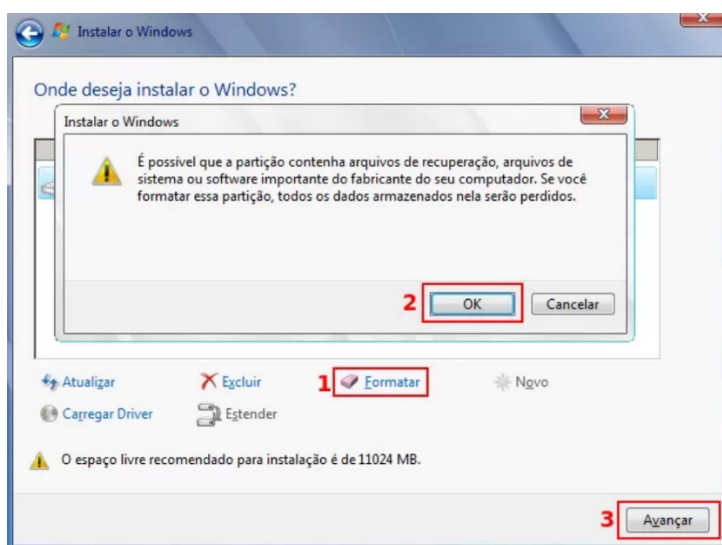 Instalar o Windows
Onde deseja instalar o Windows?
Instalar o Windows
É possível que a partição contenha arquivos de recuperação, arquivos de
sistema ou software importante do fabricante do seu computador. Se você
formatar essa partição, todos os dados armazenados nela serão perdidos.
2 OK Cancelar
Atualizar Excluir 1 Formatar Novo
Carregar Driver Estender
O espaço livre recomendado para instalação é de 11024 MB.
3 Avançar